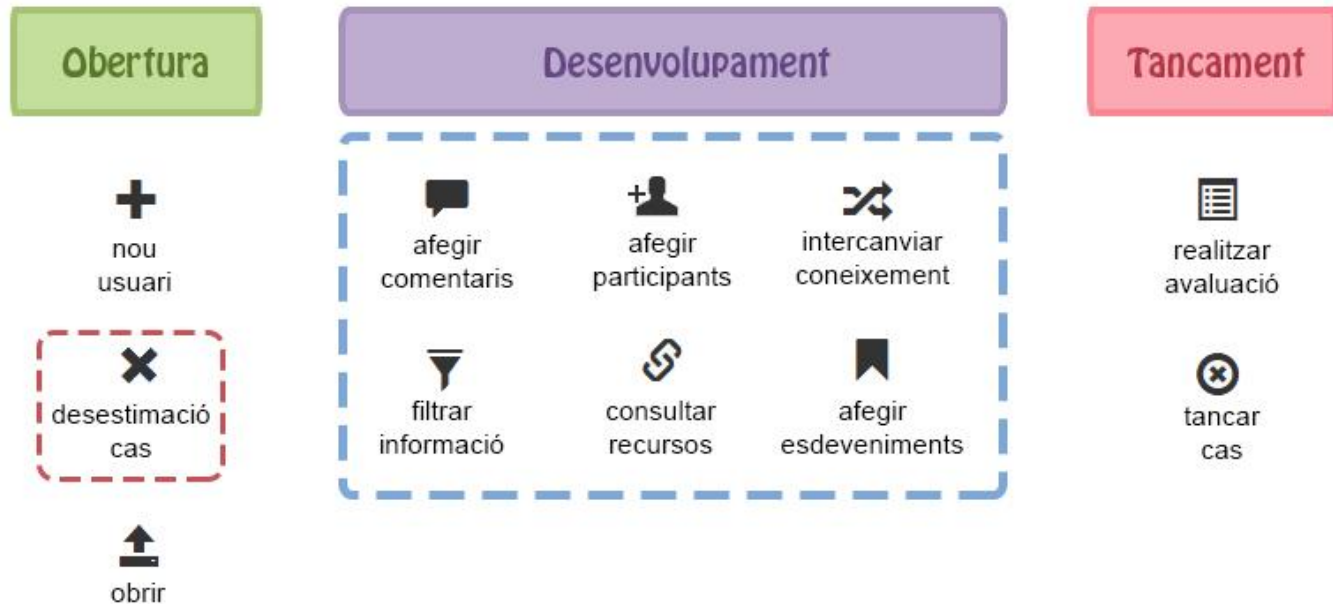 Obertura
Desenvolupament
Tancament
nou
usuari
desestimació
cas
obrir
afegir
comentaris
afegir
participants
intercanviar
coneixement
filtrar
informació
consultar
recursos
afegir
esdeveniments
realitzar
avaluació
tancar
cas